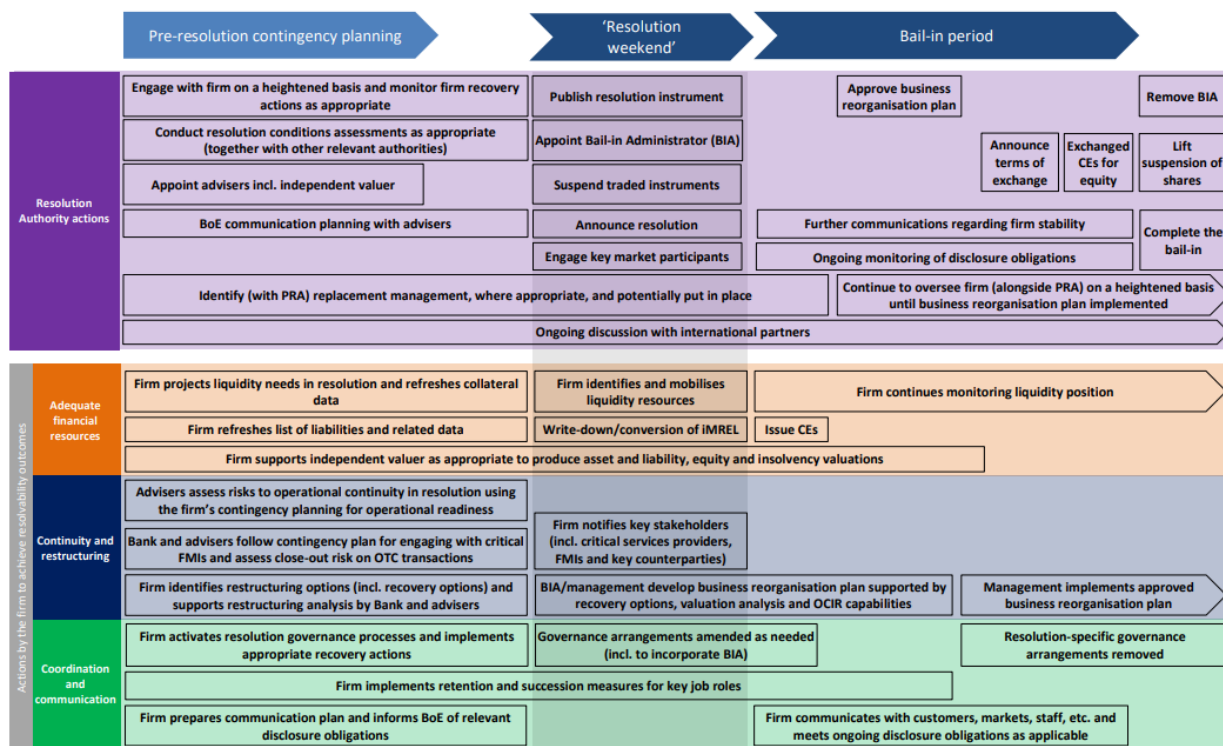 Pre-resolution contingency planning
'Resolution
weekend'
Bail-in period
Resolution
Authority actions
Engage with firm on a heightened basis and monitor firm recovery
actions as appropriate
Publish resolution instrument
Approve business
reorganisation plan
Remove BIA
Conduct resolution conditions assessments as appropriate
(together with other relevant authorities)
Appoint Bail-in Administrator (BIA)
Announce
terms of
exchange
Exchanged
CEs for
equity
Lift
suspension of
shares
Appoint advisers incl. independent valuer
Suspend traded instruments
BoE communication planning with advisers
Announce resolution
Further communications regarding firm stability
Complete the
bail-in
Engage key market participants
Ongoing monitoring of disclosure obligations
Identify (with PRA) replacement management, where appropriate, and potentially put in place
Continue to oversee firm (alongside PRA) on a heightened basis
until business reorganisation plan implemented
Ongoing discussion with international partners
Actions by the firm to achieve resolvability outcomes
Adequate
financial
resources
Firm projects liquidity needs in resolution and refreshes collateral
data
Firm identifies and mobilises
liquidity resources
Firm continues monitoring liquidity position
Firm refreshes list of liabilities and related data
Write-down/conversion of iMREL
Issue CEs
Firm supports independent valuer as appropriate to produce asset and liability, equity and insolvency valuations
Continuity and
restructuring
Advisers assess risks to operational continuity in resolution using
the firm's contingency planning for operational readiness
Bank and advisers follow contingency plan for engaging with critical
FMIs and assess close-out risk on OTC transactions
Firm notifies key stakeholders
(incl. critical services providers,
FMIs and key counterparties)
Firm identifies restructuring options (incl. recovery options) and
supports restructuring analysis by Bank and advisers
BIA/management develop business reorganisation plan supported by
recovery options, valuation analysis and OCIR capabilities
Management implements approved
business reorganisation plan
Coordination
and
communication
Firm activates resolution governance processes and implements
appropriate recovery actions
Governance arrangements amended as needed
(incl. to incorporate BIA)
Resolution-specific governance
arrangements removed
Firm implements retention and succession measures for key job roles
Firm prepares communication plan and informs BoE of relevant
disclosure obligations
Firm communicates with customers, markets, staff, etc. and
meets ongoing disclosure obligations as applicable